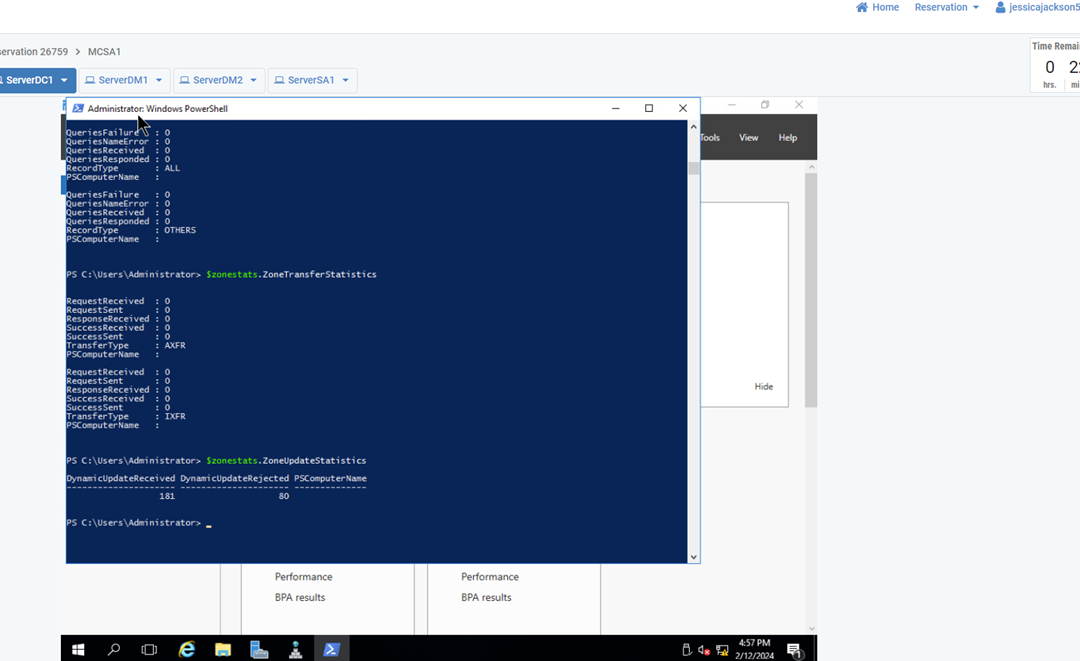 Home Reservation jessicajackson5
servation 26759 > MCSA1
Time Remai
ServerDC1 ServerDM1 ServerDM2 ServerSA1
0 2
hrs. mi
Administrator: Windows PowerShell
Tools View Help
QueriesFailure : 0
QueriesNameError : 0
QueriesReceived : 0
QueriesResponded : 0
RecordType : ALL
PSComputerName :
QueriesFailure : 0
QueriesNameError : 0
QueriesReceived : 0
QueriesResponded : 0
RecordType : OTHERS
PSComputerName :
PS C:\Users\Administrator> $zonestats.ZoneTransferStatistics
RequestReceived : 0
RequestSent : 0
ResponseReceived : 0
SuccessReceived : 0
SuccessSent : 0
TransferType : AXFR
PSComputerName :
RequestReceived : 0
RequestSent : 0
ResponseReceived : 0
SuccessReceived : 0
SuccessSent : 0
TransferType : IXFR
PSComputerName :
Hide
PS C:\Users\Administrator> $zonestats.ZoneUpdateStatistics
DynamicUpdateReceived DynamicUpdateRejected PSComputerName
--------------------- --------------------- --------------
181 80
PS C:\Users\Administrator> _
Performance Performance
BPA results BPA results
4:57 PM
2/12/2024
1